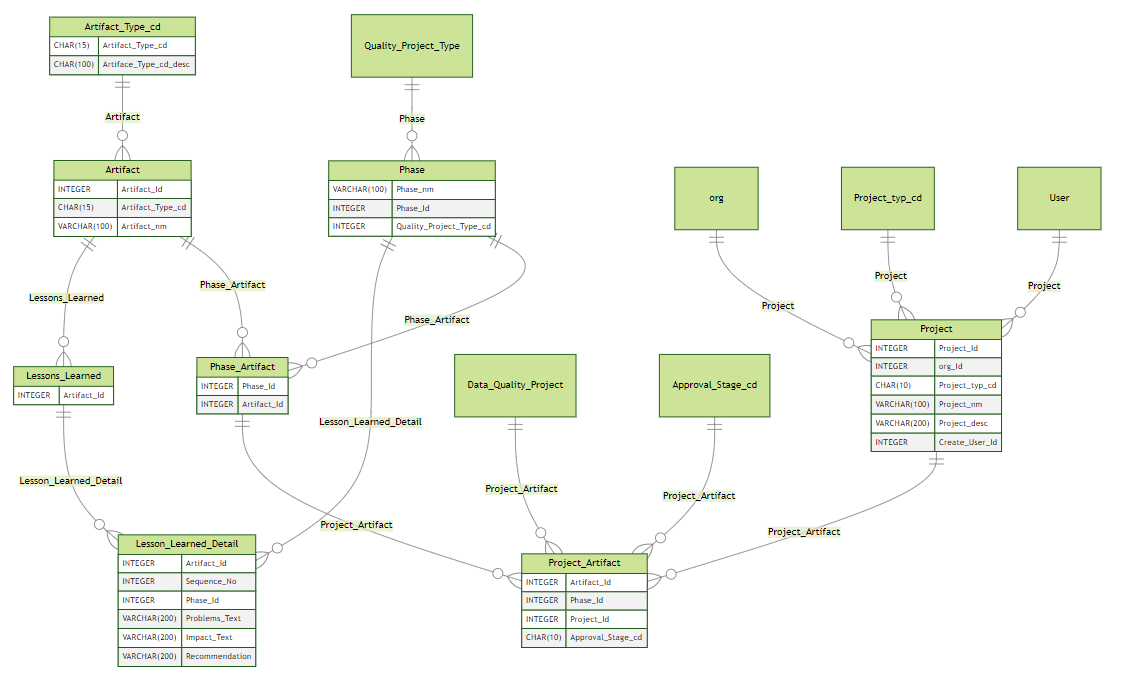 Artifact_Type_cd
CHAR(15) Artifact_Type_cd
CHAR(100) Artiface_Type_cd_desc
Quality_Project_Type
Artifact
Phase
Artifact
INTEGER Artifact_Id
CHAR(15) Artifact_Type_cd
VARCHAR(100) Artifact_nm
Phase
VARCHAR(100) Phase_nm
INTEGER Phase_Id
INTEGER Quality_Project_Type_cd
org
Project_typ_cd
User
Lessons_Learned
Phase_Artifact
Phase_Artifact
Project
Project
Project
Lessons_Learned
INTEGER Artifact_Id
Phase_Artifact
INTEGER Phase_Id
INTEGER Artifact_Id
Data_Quality_Project
Approval_Stage_cd
Project
INTEGER Project_Id
INTEGER org_Id
CHAR(10) Project_typ_cd
VARCHAR(100) Project_nm
VARCHAR(200) Project_desc
INTEGER Create_User_Id
Lesson_Learned_Detail
Lesson_Learned_Detail
Project_Artifact
Project_Artifact
Project_Artifact
Project_Artifact
Lesson_Learned_Detail
INTEGER Artifact_Id
INTEGER Sequence_No
INTEGER Phase_Id
VARCHAR(200) Problems_Text
VARCHAR(200) Impact_Text
VARCHAR(200) Recommendation
Project_Artifact
INTEGER Artifact_Id
INTEGER Phase_Id
INTEGER Project_Id
CHAR(10) Approval_Stage_cd